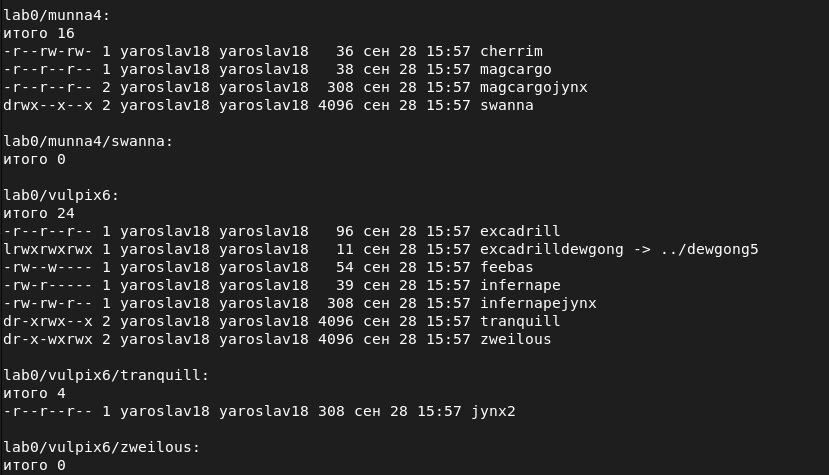 lab0/munna4:
итого 16
-r--rw-rw- 1 yaroslav18 yaroslav18   36 сен 28 15:57 cherrim
-r--r--r-- 1 yaroslav18 yaroslav18   38 сен 28 15:57 magcargo
-r--r--r-- 2 yaroslav18 yaroslav18  308 сен 28 15:57 magcargojynx
drwx--x--x 2 yaroslav18 yaroslav18 4096 сен 28 15:57 swanna

lab0/munna4/swanna:
итого 0

lab0/vulpix6:
итого 24
-r--r--r-- 1 yaroslav18 yaroslav18   96 сен 28 15:57 excadrill
lrwxrwxrwx 1 yaroslav18 yaroslav18   11 сен 28 15:57 excadrilldewgong -> ../dewgong5
-rw--w---- 1 yaroslav18 yaroslav18   54 сен 28 15:57 feebas
-rw-r----- 1 yaroslav18 yaroslav18   39 сен 28 15:57 infernape
-rw-rw-r-- 1 yaroslav18 yaroslav18  308 сен 28 15:57 infernapejynx
dr-xrwx--x 2 yaroslav18 yaroslav18 4096 сен 28 15:57 tranquill
dr-x-wxrwx 2 yaroslav18 yaroslav18 4096 сен 28 15:57 zweilous

lab0/vulpix6/tranquill:
итого 4
-r--r--r-- 1 yaroslav18 yaroslav18 308 сен 28 15:57 jynx2

lab0/vulpix6/zweilous:
итого 0